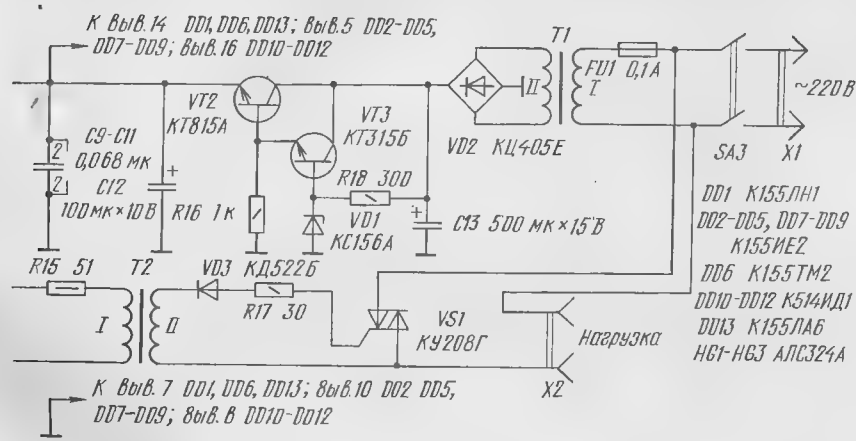 К выв.14 DD1, DD6, DD13; выв.5 DD2-DD5,
DD7-DD9; выв.16 DD10-DD12
T1
FU1 0,1А
II
I
~220В
VT2
КТ815А
VT3
КТ315Б
VD2 КЦ405Е
SA3
X1
C9-C11
0,068 мк
2
2
C12
100мк×10В
+
R16 1к
R18 300
VD1
КС156А
+
C13 500 мк×15В
DD1 К155ЛН1
DD2-DD5, DD7-DD9
К155ИЕ2
DD6 К155ТМ2
DD10-DD12 К514ИД1
DD13 К155ЛА6
HG1-HG3 АЛС324А
R15 51
T2
VD3 КД522Б
I
II
R17 30
VS1
КУ208Г
Нагрузка
X2
К выв.7 DD1, DD6, DD13; выв.10 DD2 DD5,
DD7-DD9; выв.8 DD10-DD12